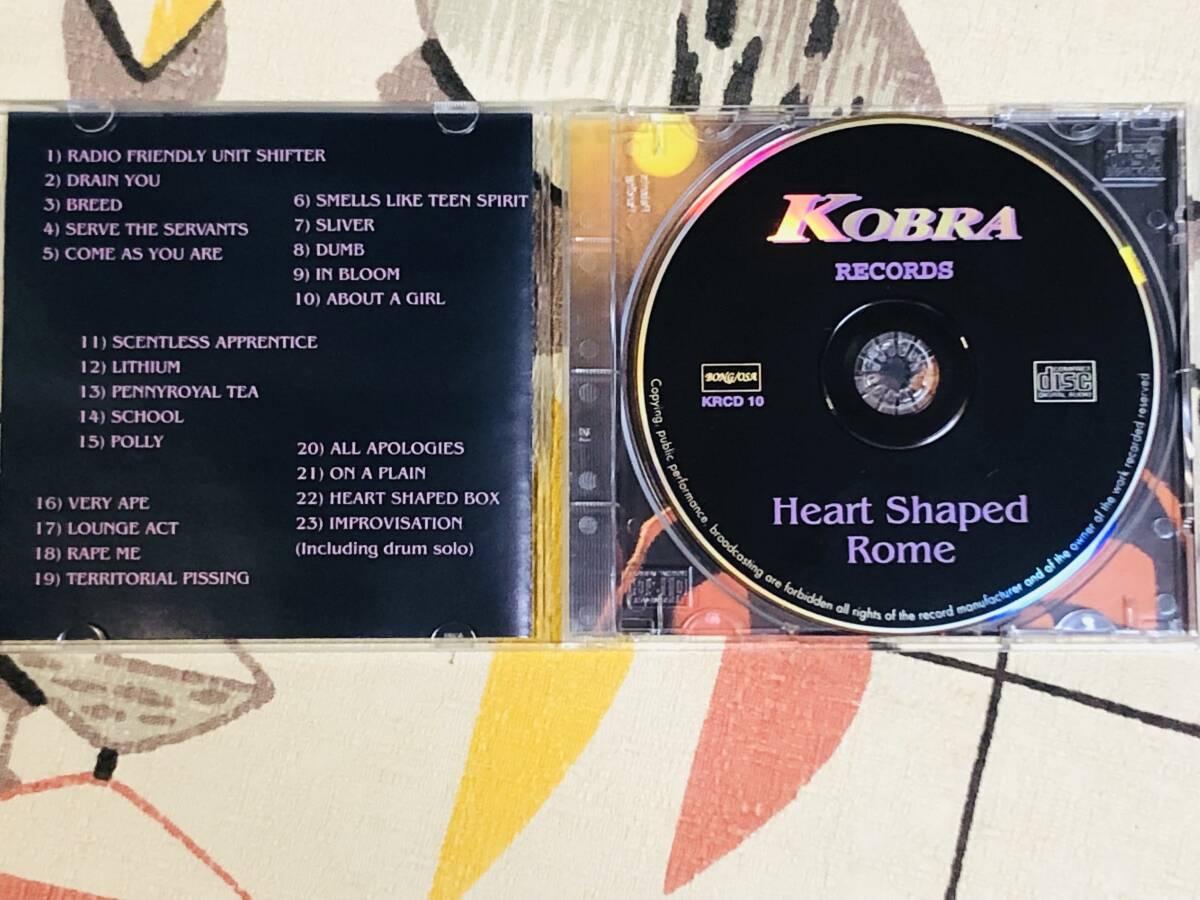 1) RADIO FRIENDLY UNIT SHIFTER
2) DRAIN YOU
3) BREED
4) SERVE THE SERVANTS
5) COME AS YOU ARE
6) SMELLS LIKE TEEN SPIRIT
7) SLIVER
8) DUMB
9) IN BLOOM
10) ABOUT A GIRL
11) SCENTLESS APPRENTICE
12) LITHIUM
13) PENNYROYAL TEA
14) SCHOOL
15) POLLY
16) VERY APE
17) LOUNGE ACT
18) RAPE ME
19) TERRITORIAL PISSING
20) ALL APOLOGIES
21) ON A PLAIN
22) HEART SHAPED BOX
23) IMPROVISATION
(Including drum solo)
KOBRA
RECORDS
BONG/OSA
KRCD 10
COMPACT
disc
DIGITAL AUDIO
Heart Shaped
Rome
Copying, public performance, broodcasting are forbidden all rights of the record manufacturer and of the owner of the work recorded reserved